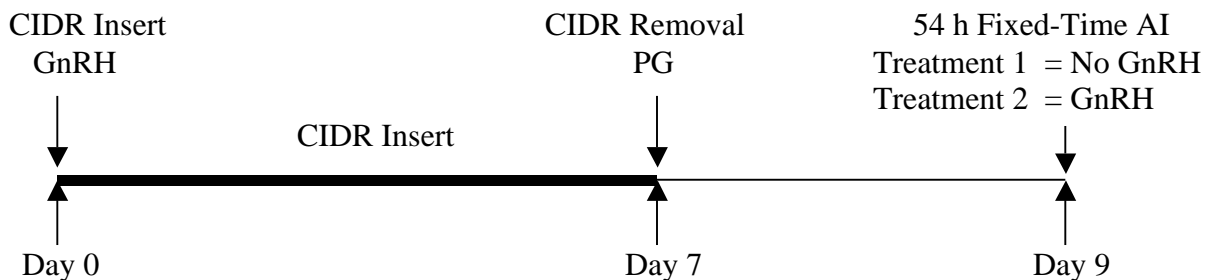 CIDR Insert
GnRH
CIDR Removal
PG
54 h Fixed-Time AI
Treatment 1 = No GnRH
Treatment 2 = GnRH
CIDR Insert
Day 0
Day 7
Day 9